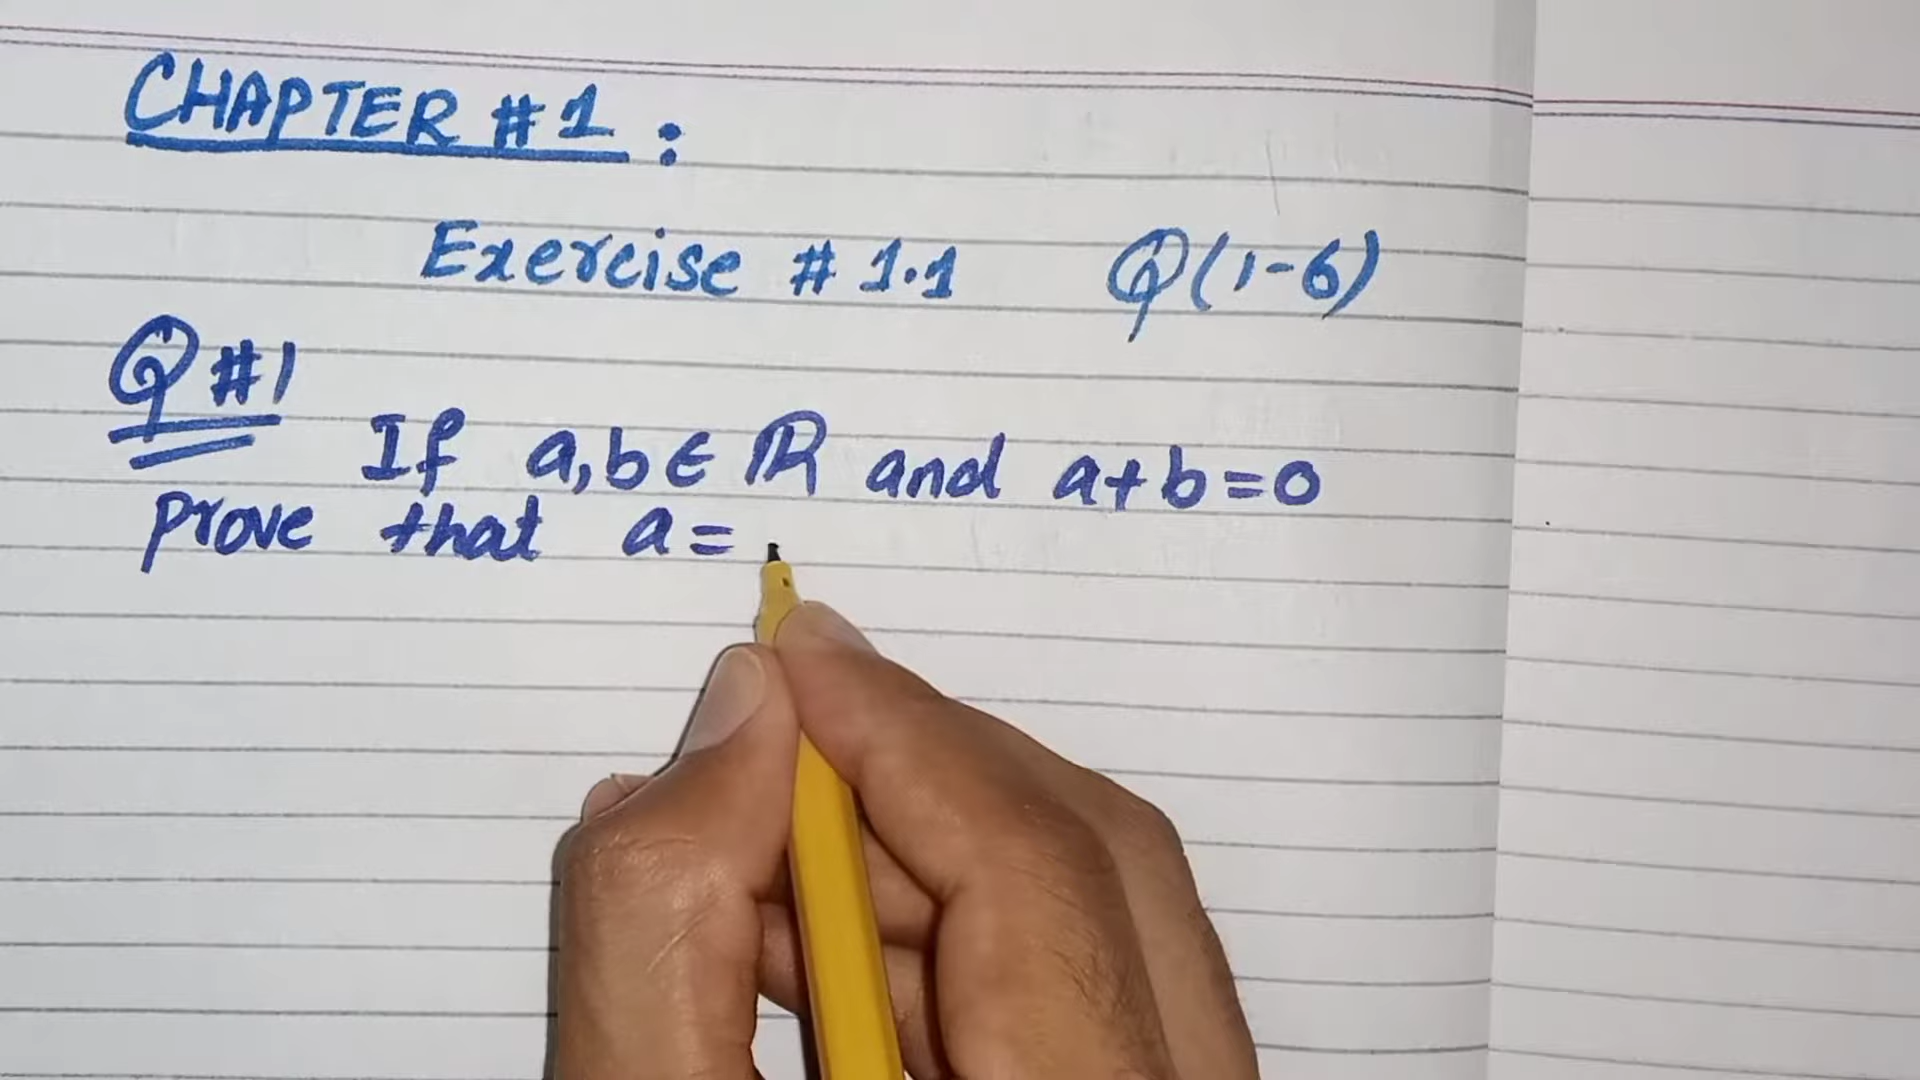 CHAPTER #1 :
Exercise # 1.1 Q(1-6)
Q #1
If a,b ∈ ℝ and a+b=0
prove that a=